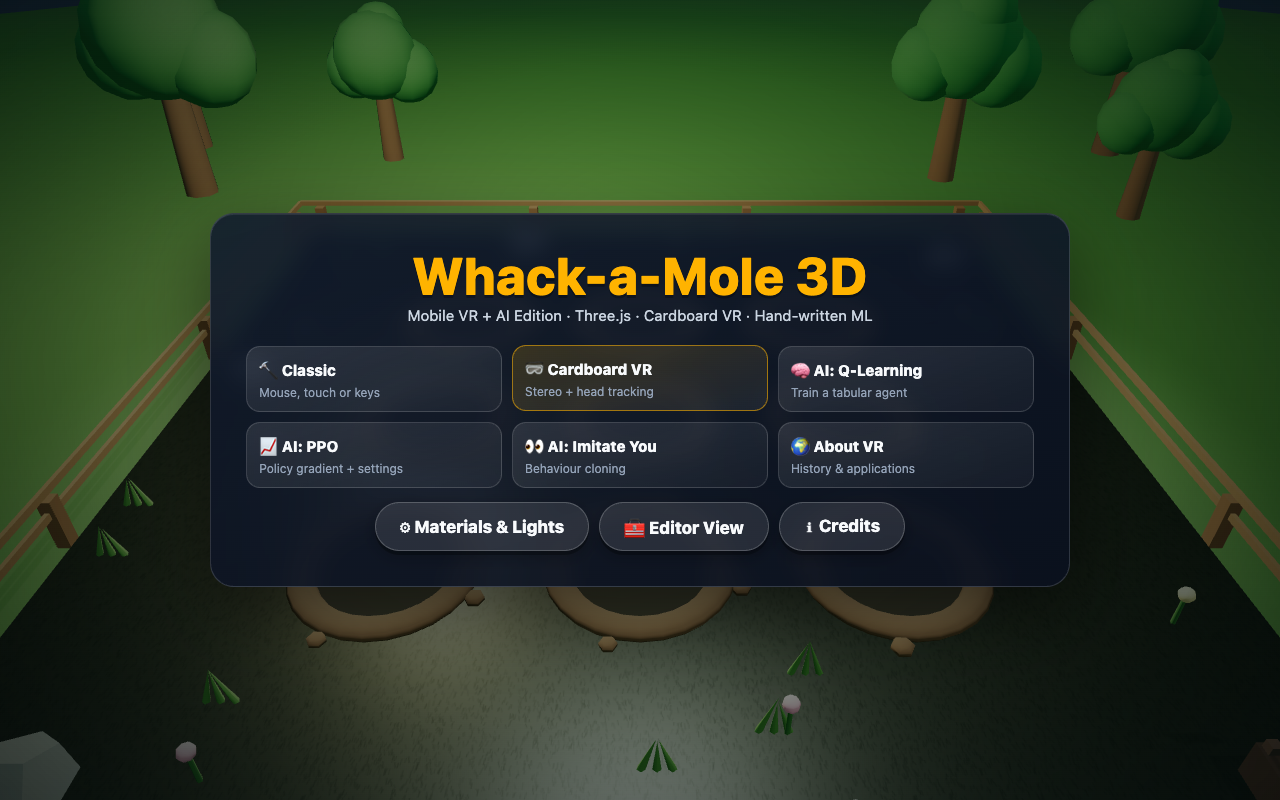 Whack-a-Mole 3D
Mobile VR + AI Edition · Three.js · Cardboard VR · Hand-written ML
Classic
Mouse, touch or keys
Cardboard VR
Stereo + head tracking
AI: Q-Learning
Train a tabular agent
AI: PPO
Policy gradient + settings
AI: Imitate You
Behaviour cloning
About VR
History & applications
Materials & Lights
Editor View
Credits